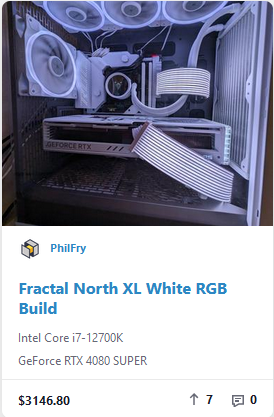 GEFORCE RTX
PhilFry
Fractal North XL White RGB
Build
Intel Core i7-12700K
GeForce RTX 4080 SUPER
$3146.80 7 0